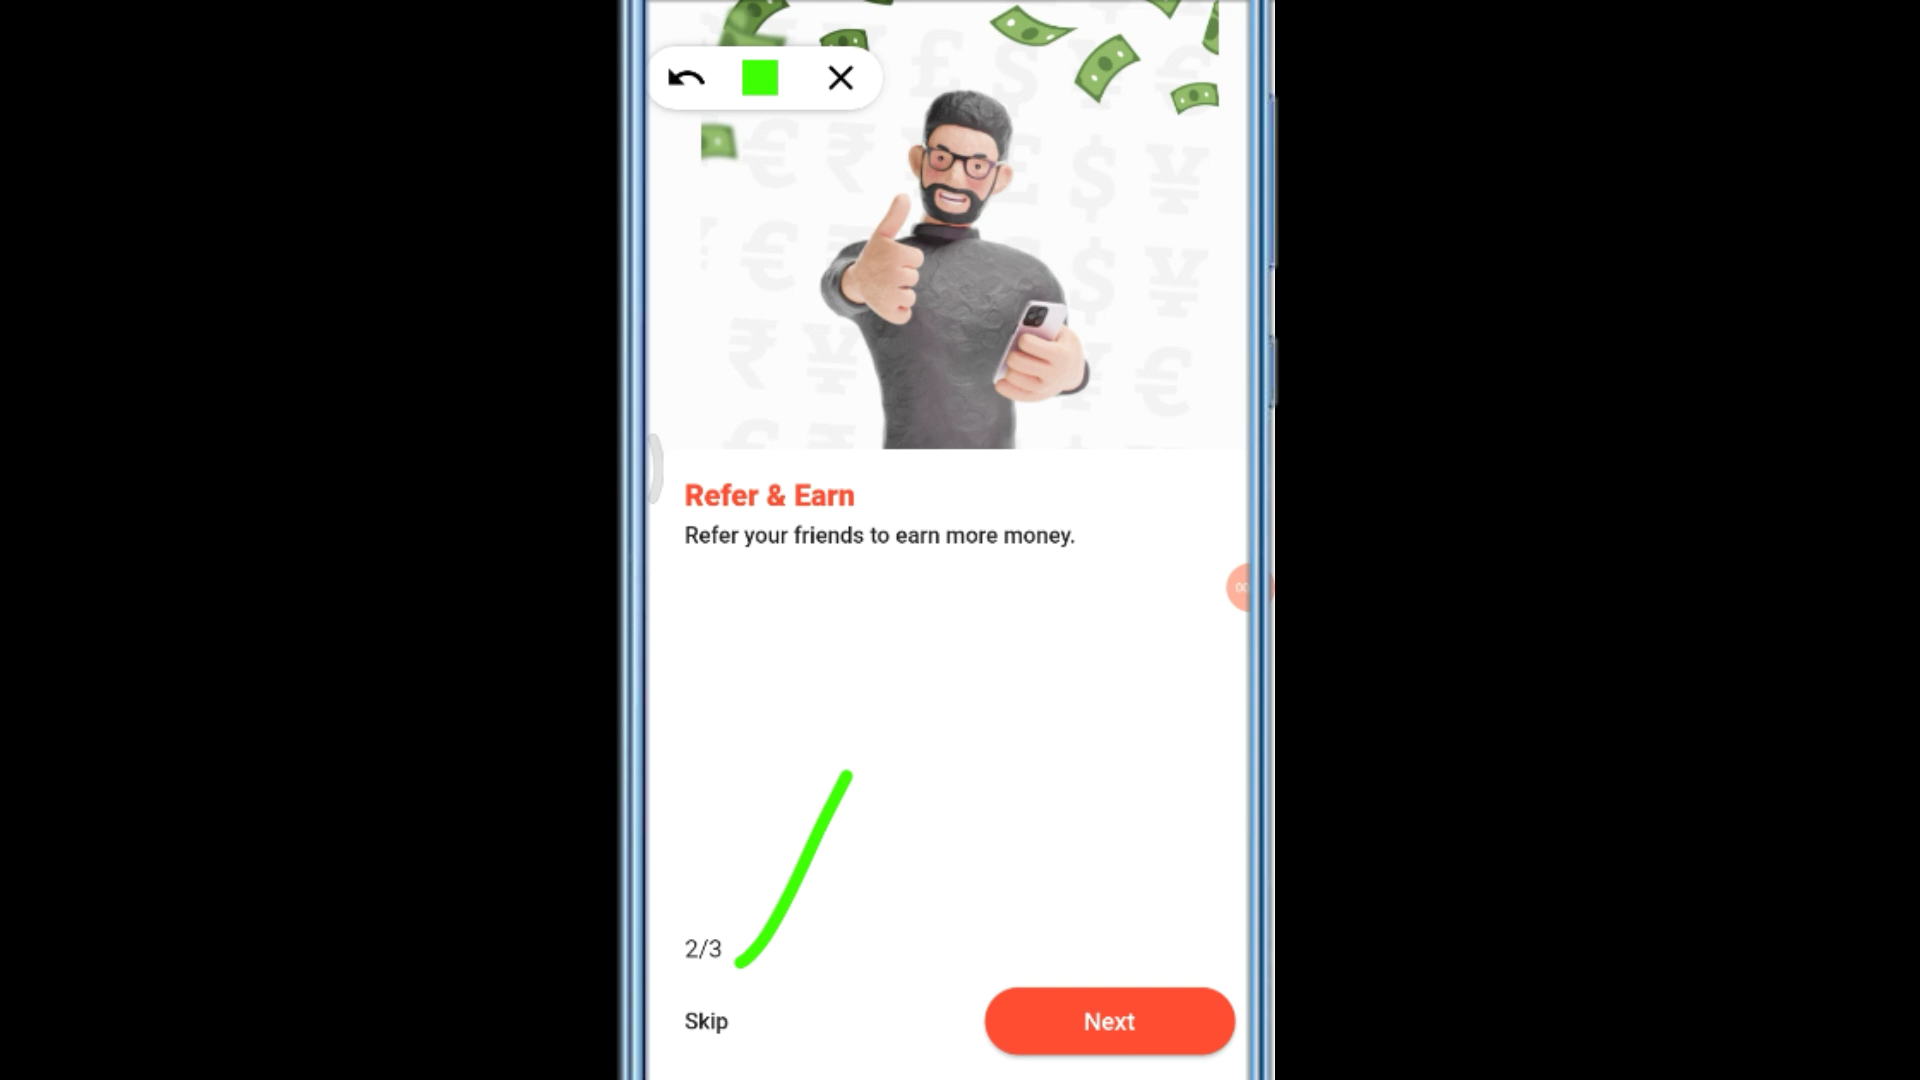 Refer & Earn
Refer your friends to earn more money.
2/3
Skip
Next